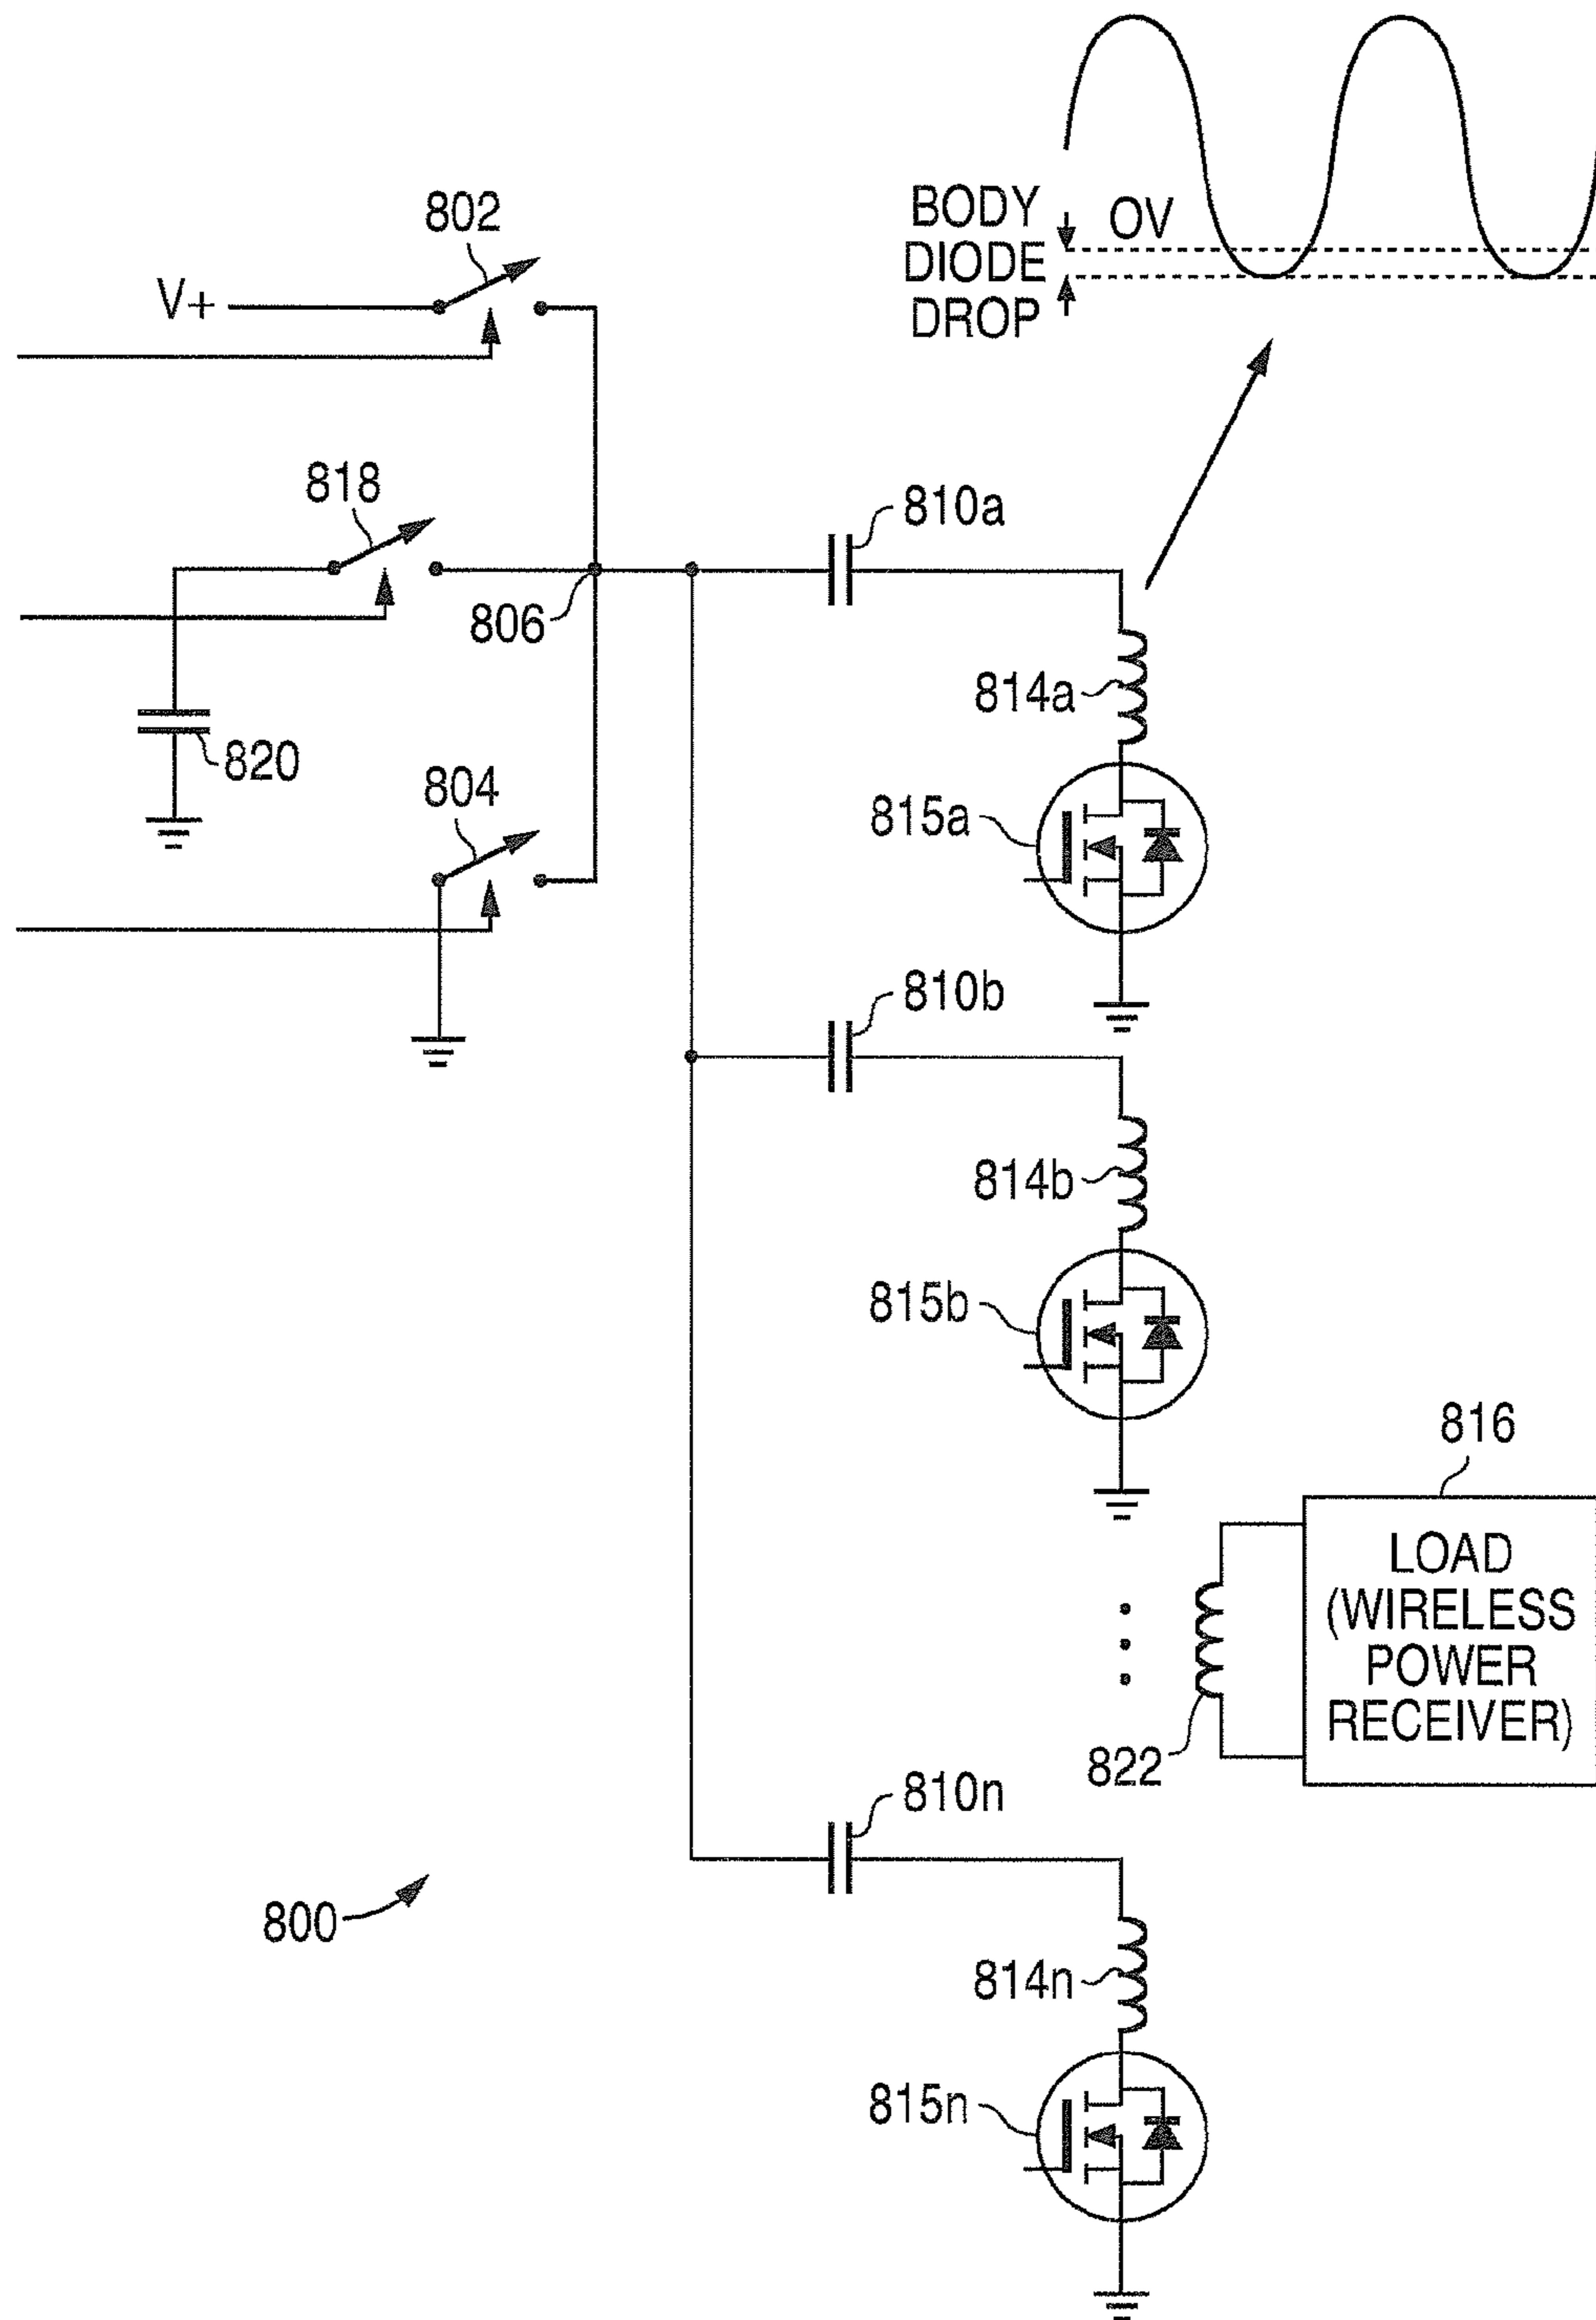 802
V+
BODY
DIODE
DROP
OV
818
806
810a
820
814a
804
815a
810b
814b
815b
816
LOAD
(WIRELESS
POWER
RECEIVER)
822
810n
800
814n
815n